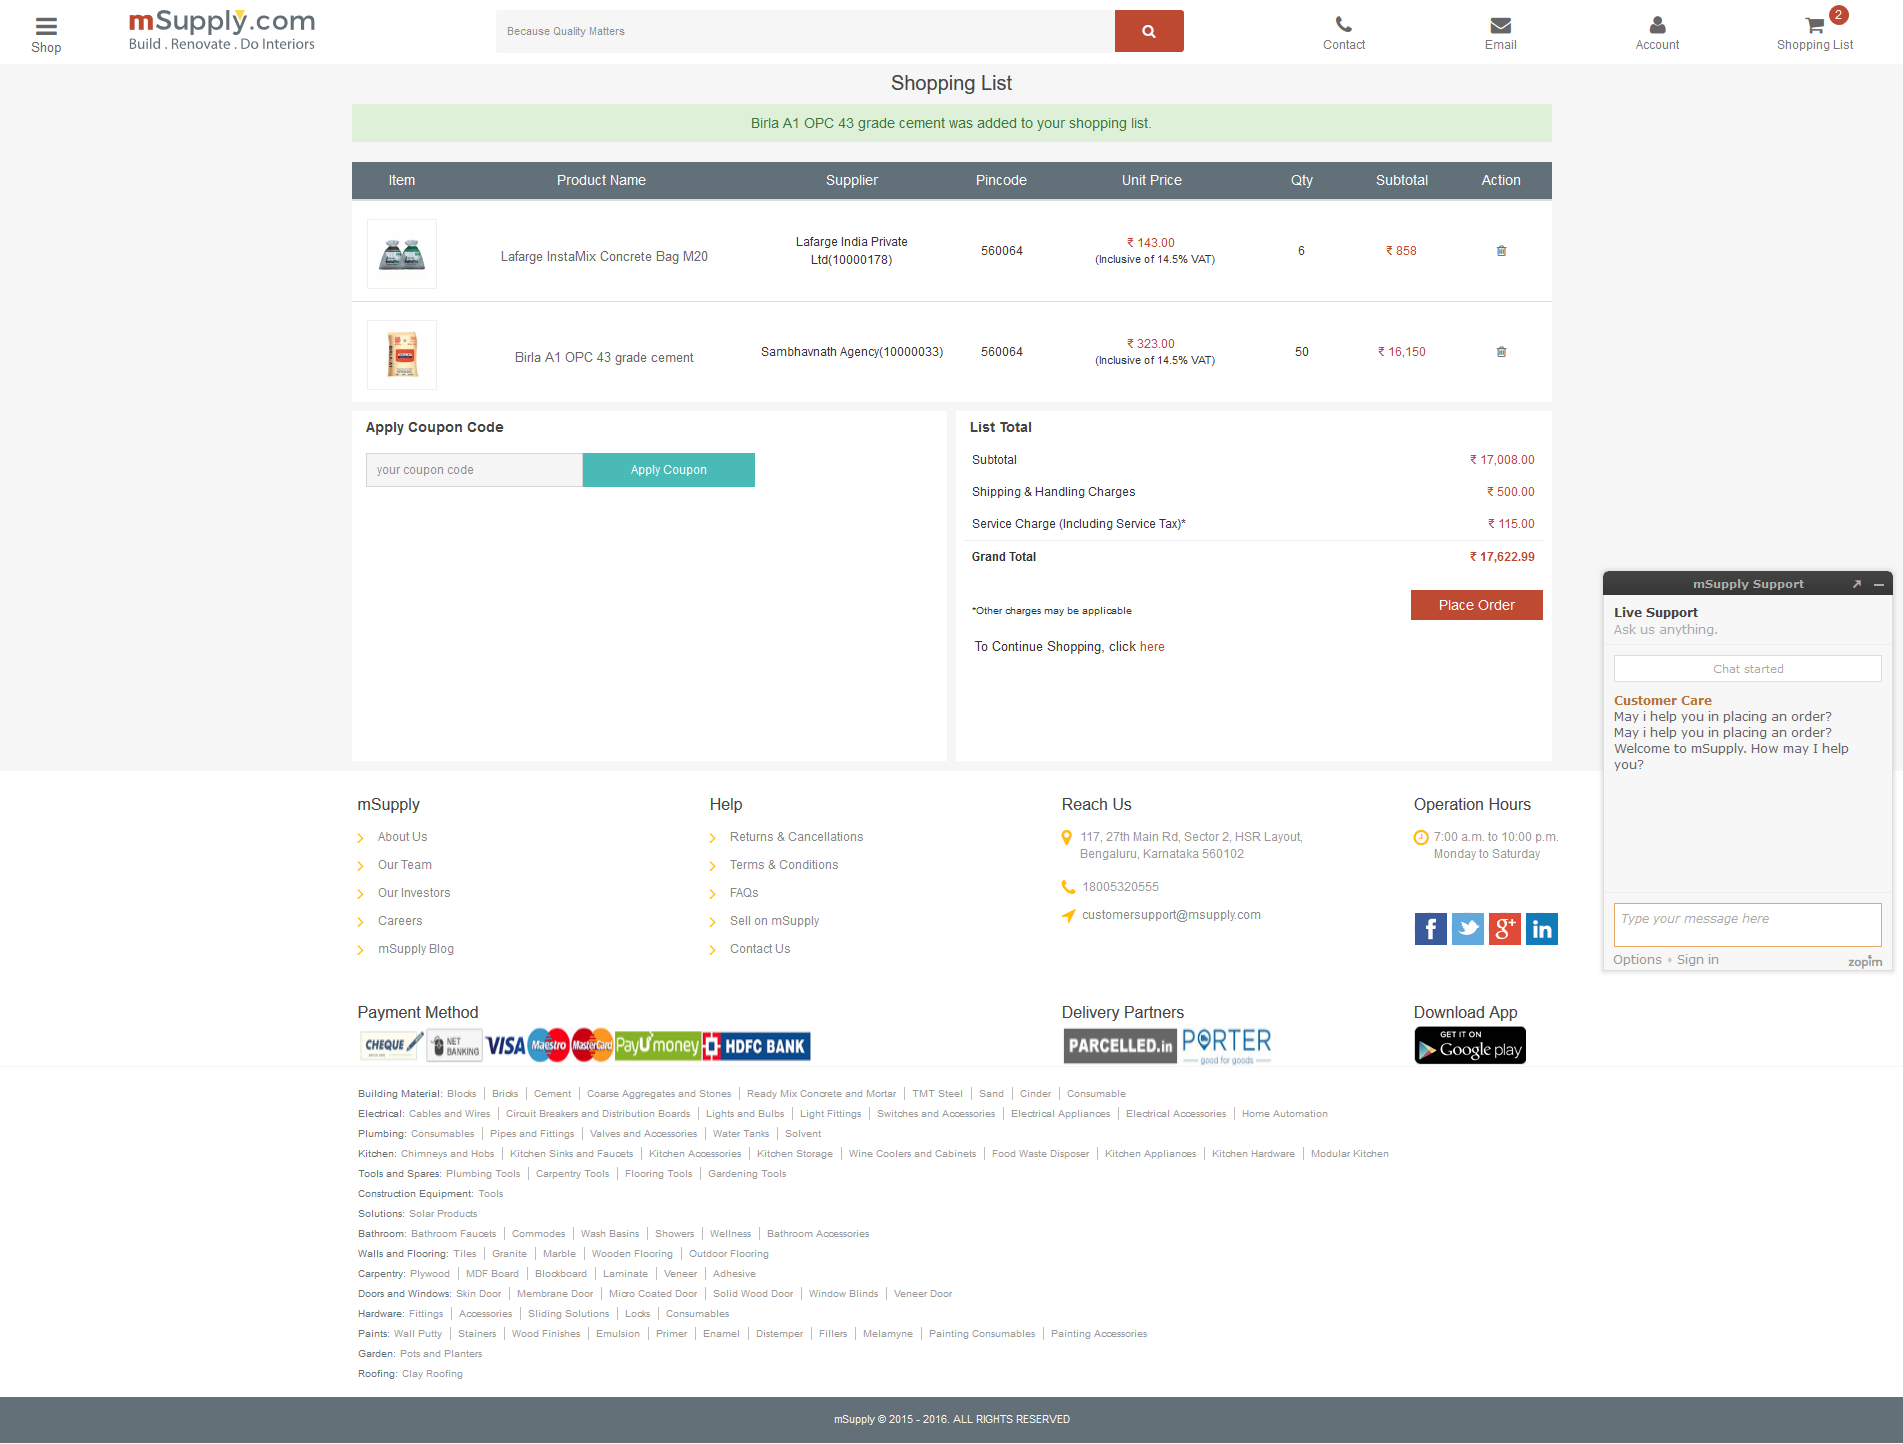 Shop
mSupply.com
Build . Renovate . Do Interiors
Because Quality Matters
Contact
Email
Account
2
Shopping List
Shopping List
Birla A1 OPC 43 grade cement was added to your shopping list.
Item Product Name Supplier Pincode Unit Price Qty Subtotal Action
Lafarge InstaMix Concrete Bag M20
Lafarge India Private
Ltd(10000178)
560064
₹ 143.00
(Inclusive of 14.5% VAT)
6
₹ 858
Birla A1 OPC 43 grade cement
Sambhavnath Agency(10000033)
560064
₹ 323.00
(Inclusive of 14.5% VAT)
50
₹ 16,150
Apply Coupon Code
your coupon code
Apply Coupon
List Total
Subtotal ₹ 17,008.00
Shipping & Handling Charges ₹ 500.00
Service Charge (Including Service Tax)* ₹ 115.00
Grand Total ₹ 17,622.99
*Other charges may be applicable
Place Order
To Continue Shopping, click here
mSupply Support
Live Support
Ask us anything.
Chat started
Customer Care
May i help you in placing an order?
May i help you in placing an order?
Welcome to mSupply. How may I help
you?
Type your message here
Options • Sign in
zopim
mSupply
About Us
Our Team
Our Investors
Careers
mSupply Blog
Help
Returns & Cancellations
Terms & Conditions
FAQs
Sell on mSupply
Contact Us
Reach Us
117, 27th Main Rd, Sector 2, HSR Layout,
Bengaluru, Karnataka 560102
18005320555
customersupport@msupply.com
Operation Hours
7:00 a.m. to 10:00 p.m.
Monday to Saturday
f
g+
in
Payment Method
CHEQUE
NET
BANKING
VISA
Maestro
MasterCard
PayUmoney
HDFC BANK
Delivery Partners
PARCELLED.in
PORTER
good for goods
Download App
GET IT ON
Google play
Building Material: Blocks | Bricks | Cement | Coarse Aggregates and Stones | Ready Mix Concrete and Mortar | TMT Steel | Sand | Cinder | Consumable
Electrical: Cables and Wires | Circuit Breakers and Distribution Boards | Lights and Bulbs | Light Fittings | Switches and Accessories | Electrical Appliances | Electrical Accessories | Home Automation
Plumbing: Consumables | Pipes and Fittings | Valves and Accessories | Water Tanks | Solvent
Kitchen: Chimneys and Hobs | Kitchen Sinks and Faucets | Kitchen Accessories | Kitchen Storage | Wine Coolers and Cabinets | Food Waste Disposer | Kitchen Appliances | Kitchen Hardware | Modular Kitchen
Tools and Spares: Plumbing Tools | Carpentry Tools | Flooring Tools | Gardening Tools
Construction Equipment: Tools
Solutions: Solar Products
Bathroom: Bathroom Faucets | Commodes | Wash Basins | Showers | Wellness | Bathroom Accessories
Walls and Flooring: Tiles | Granite | Marble | Wooden Flooring | Outdoor Flooring
Carpentry: Plywood | MDF Board | Blockboard | Laminate | Veneer | Adhesive
Doors and Windows: Skin Door | Membrane Door | Micro Coated Door | Solid Wood Door | Window Blinds | Veneer Door
Hardware: Fittings | Accessories | Sliding Solutions | Locks | Consumables
Paints: Wall Putty | Stainers | Wood Finishes | Emulsion | Primer | Enamel | Distemper | Fillers | Melamyne | Painting Consumables | Painting Accessories
Garden: Pots and Planters
Roofing: Clay Roofing
mSupply © 2015 - 2016. ALL RIGHTS RESERVED